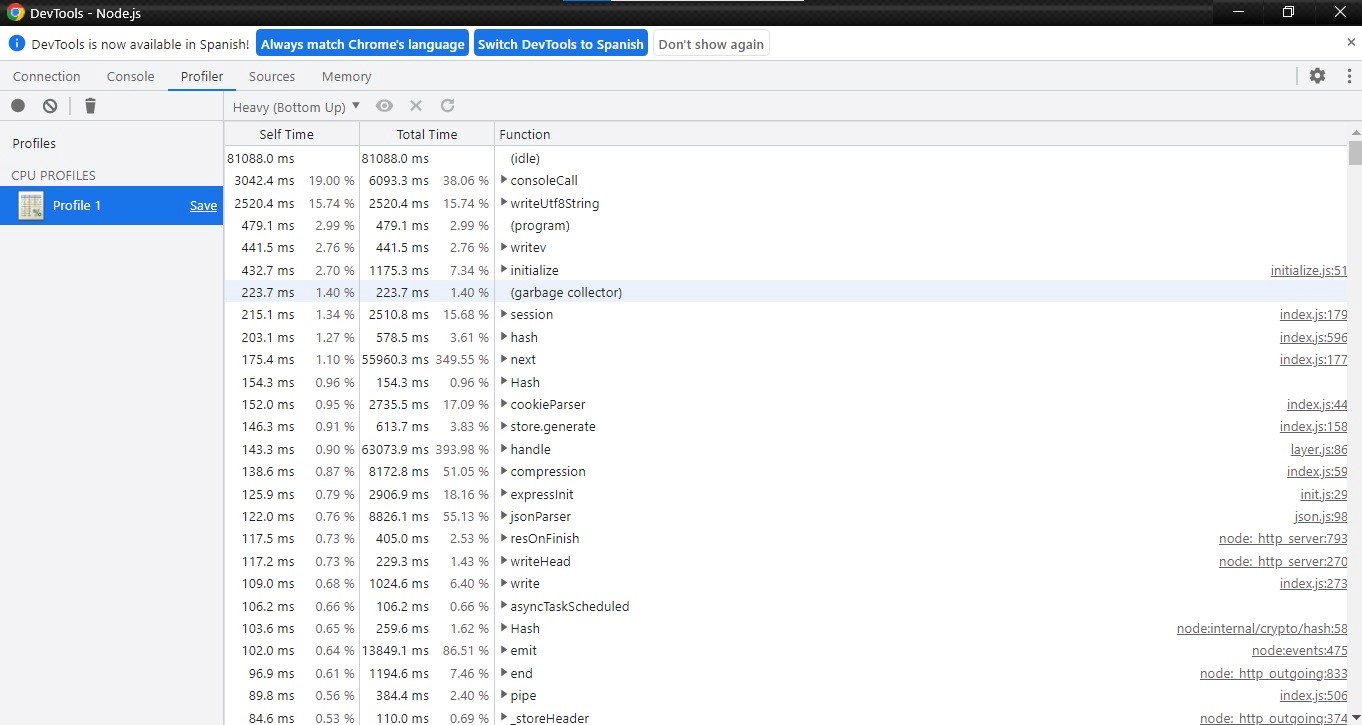 DevTools - Node.js
DevTools is now available in Spanish! Always match Chrome's language Switch DevTools to Spanish Don't show again
Connection Console Profiler Sources Memory
Heavy (Bottom Up)
Profiles
CPU PROFILES
Profile 1 Save
Self Time Total Time Function
81088.0 ms 81088.0 ms (idle)
3042.4 ms 19.00 % 6093.3 ms 38.06 % consoleCall
2520.4 ms 15.74 % 2520.4 ms 15.74 % writeUtf8String
479.1 ms 2.99 % 479.1 ms 2.99 % (program)
441.5 ms 2.76 % 441.5 ms 2.76 % writev
432.7 ms 2.70 % 1175.3 ms 7.34 % initialize initialize.js:51
223.7 ms 1.40 % 223.7 ms 1.40 % (garbage collector)
215.1 ms 1.34 % 2510.8 ms 15.68 % session index.js:179
203.1 ms 1.27 % 578.5 ms 3.61 % hash index.js:596
175.4 ms 1.10 % 55960.3 ms 349.55 % next index.js:177
154.3 ms 0.96 % 154.3 ms 0.96 % Hash
152.0 ms 0.95 % 2735.5 ms 17.09 % cookieParser index.js:44
146.3 ms 0.91 % 613.7 ms 3.83 % store.generate index.js:158
143.3 ms 0.90 % 63073.9 ms 393.98 % handle layer.js:86
138.6 ms 0.87 % 8172.8 ms 51.05 % compression index.js:59
125.9 ms 0.79 % 2906.9 ms 18.16 % expressInit init.js:29
122.0 ms 0.76 % 8826.1 ms 55.13 % jsonParser json.js:98
117.5 ms 0.73 % 405.0 ms 2.53 % resOnFinish node:_http_server:793
117.2 ms 0.73 % 229.3 ms 1.43 % writeHead node:_http_server:270
109.0 ms 0.68 % 1024.6 ms 6.40 % write index.js:273
106.2 ms 0.66 % 106.2 ms 0.66 % asyncTaskScheduled
103.6 ms 0.65 % 259.6 ms 1.62 % Hash node:internal/crypto/hash:58
102.0 ms 0.64 % 13849.1 ms 86.51 % emit node:events:475
96.9 ms 0.61 % 1194.6 ms 7.46 % end node:_http_outgoing:833
89.8 ms 0.56 % 384.4 ms 2.40 % pipe index.js:506
84.6 ms 0.53 % 110.0 ms 0.69 % _storeHeader node:_http_outgoing:374